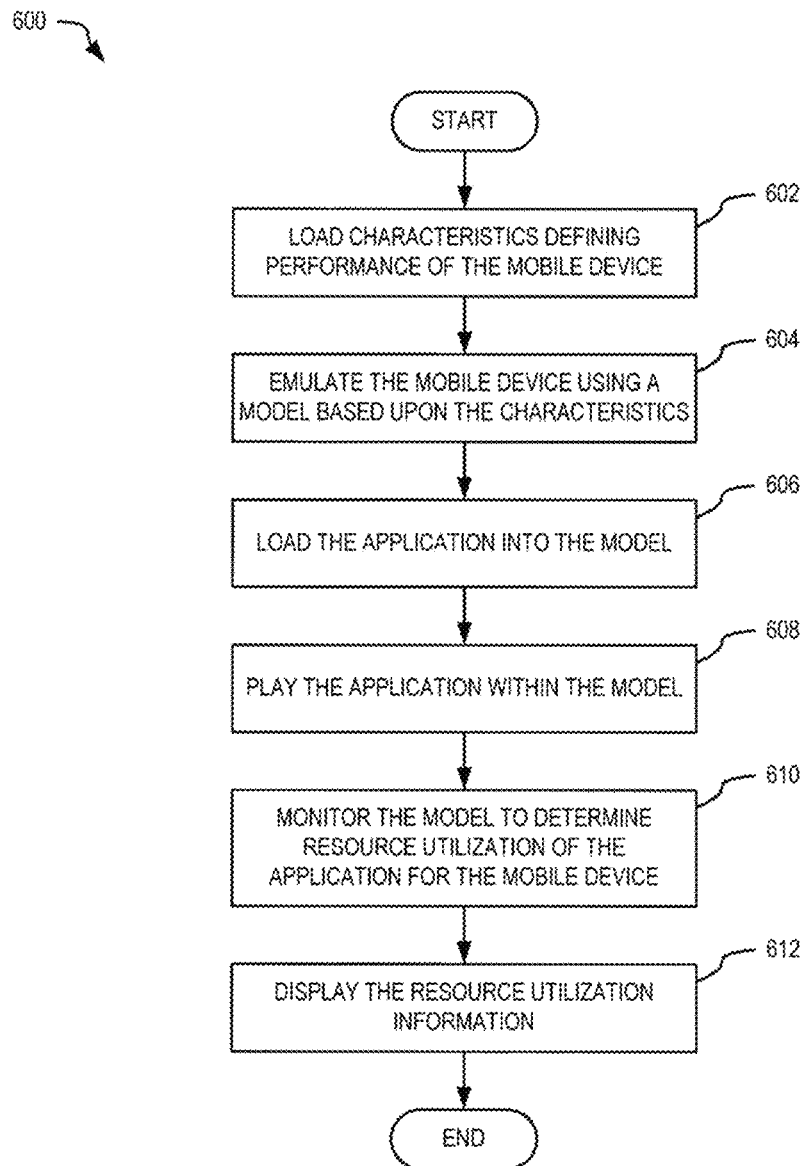 600
START
602
LOAD CHARACTERISTICS DEFINING
PERFORMANCE OF THE MOBILE DEVICE
604
EMULATE THE MOBILE DEVICE USING A
MODEL BASED UPON THE CHARACTERISTICS
606
LOAD THE APPLICATION INTO THE MODEL
608
PLAY THE APPLICATION WITHIN THE MODEL
610
MONITOR THE MODEL TO DETERMINE
RESOURCE UTILIZATION OF THE
APPLICATION FOR THE MOBILE DEVICE
612
DISPLAY THE RESOURCE UTILIZATION
INFORMATION
END